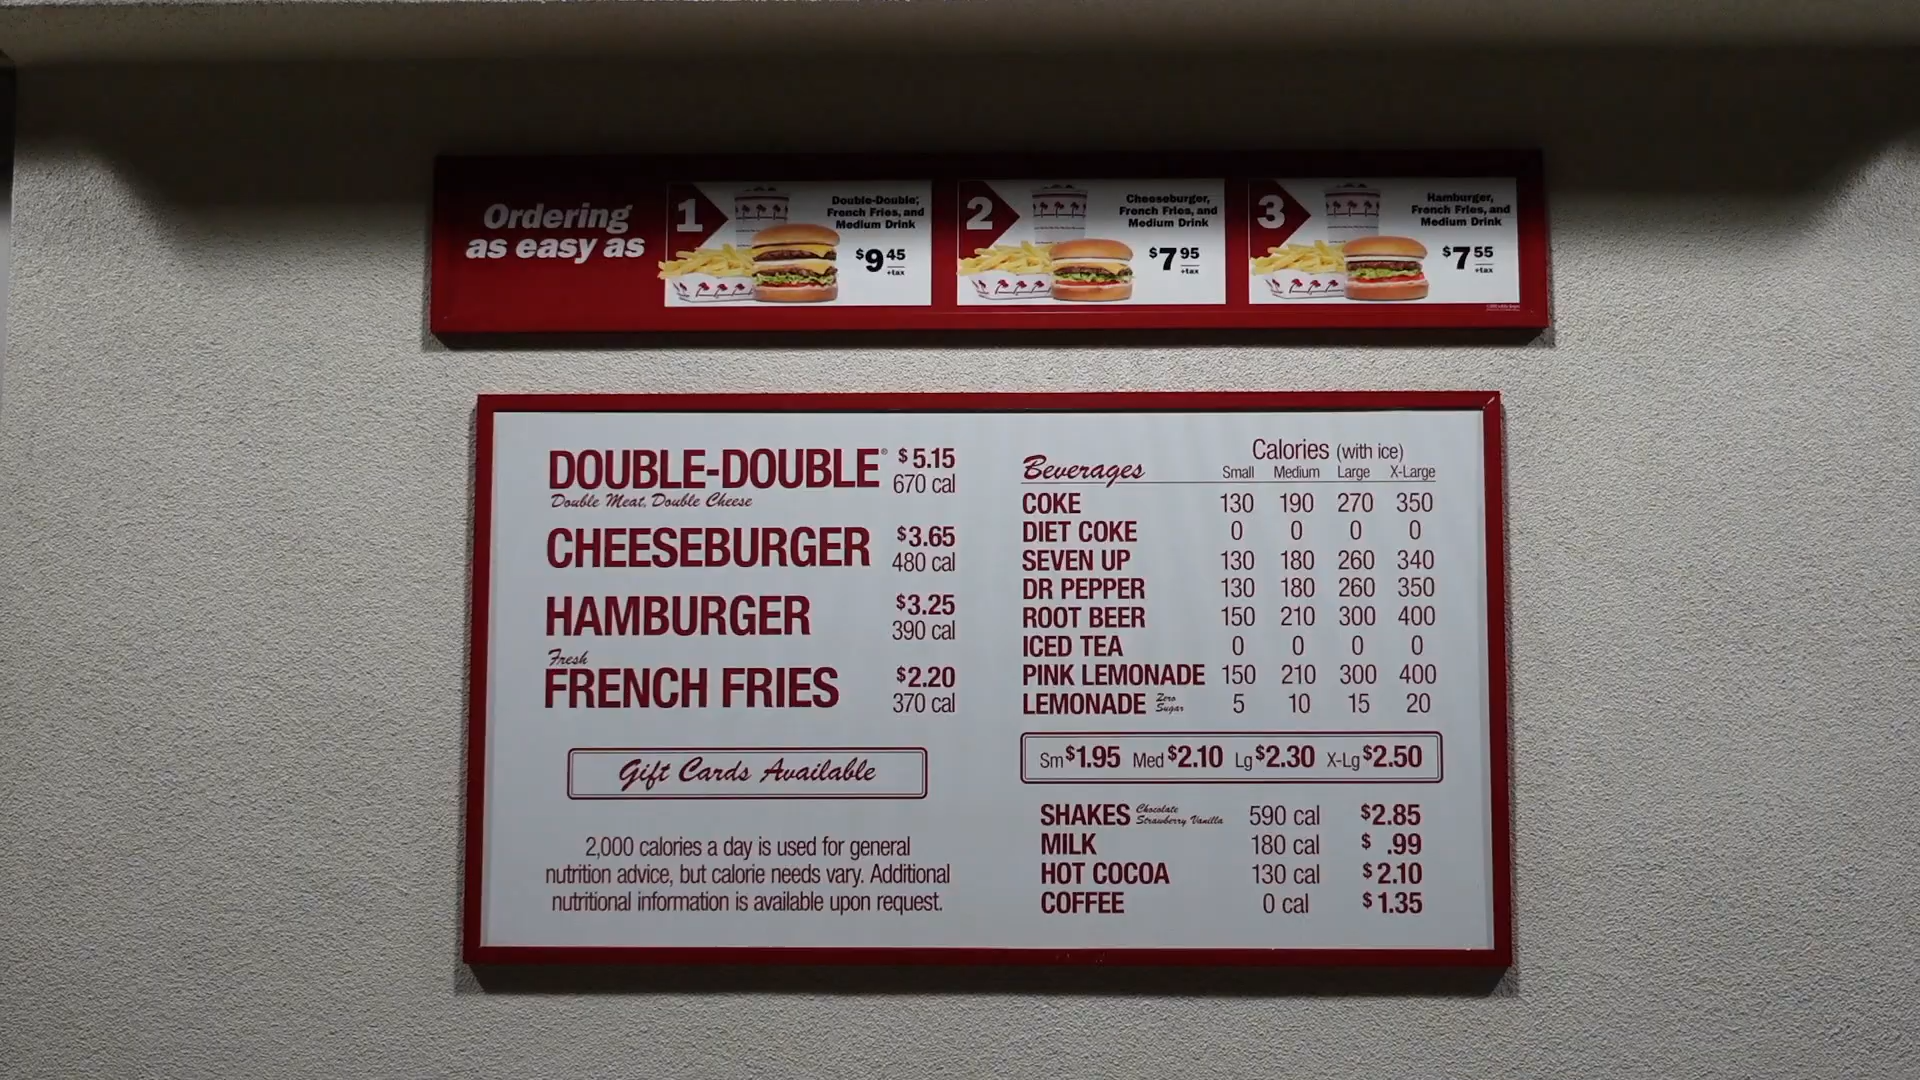 Ordering
as easy as
1
Double-Double,
French Fries, and
Medium Drink
$9 45
+tax
2
Cheeseburger,
French Fries, and
Medium Drink
$7 95
+tax
3
Hamburger,
French Fries, and
Medium Drink
$7 55
+tax
DOUBLE-DOUBLE® $5.15
Double Meat, Double Cheese 670 cal
CHEESEBURGER $3.65
480 cal
HAMBURGER $3.25
390 cal
Fresh
FRENCH FRIES $2.20
370 cal
Gift Cards Available
2,000 calories a day is used for general
nutrition advice, but calorie needs vary. Additional
nutritional information is available upon request.
Calories (with ice)
Beverages Small Medium Large X-Large
COKE 130 190 270 350
DIET COKE 0 0 0 0
SEVEN UP 130 180 260 340
DR PEPPER 130 180 260 350
ROOT BEER 150 210 300 400
ICED TEA 0 0 0 0
PINK LEMONADE 150 210 300 400
LEMONADE Zero Sugar 5 10 15 20
Sm $1.95 Med $2.10 Lg $2.30 X-Lg $2.50
SHAKES Chocolate Strawberry Vanilla 590 cal $2.85
MILK 180 cal $ .99
HOT COCOA 130 cal $2.10
COFFEE 0 cal $1.35